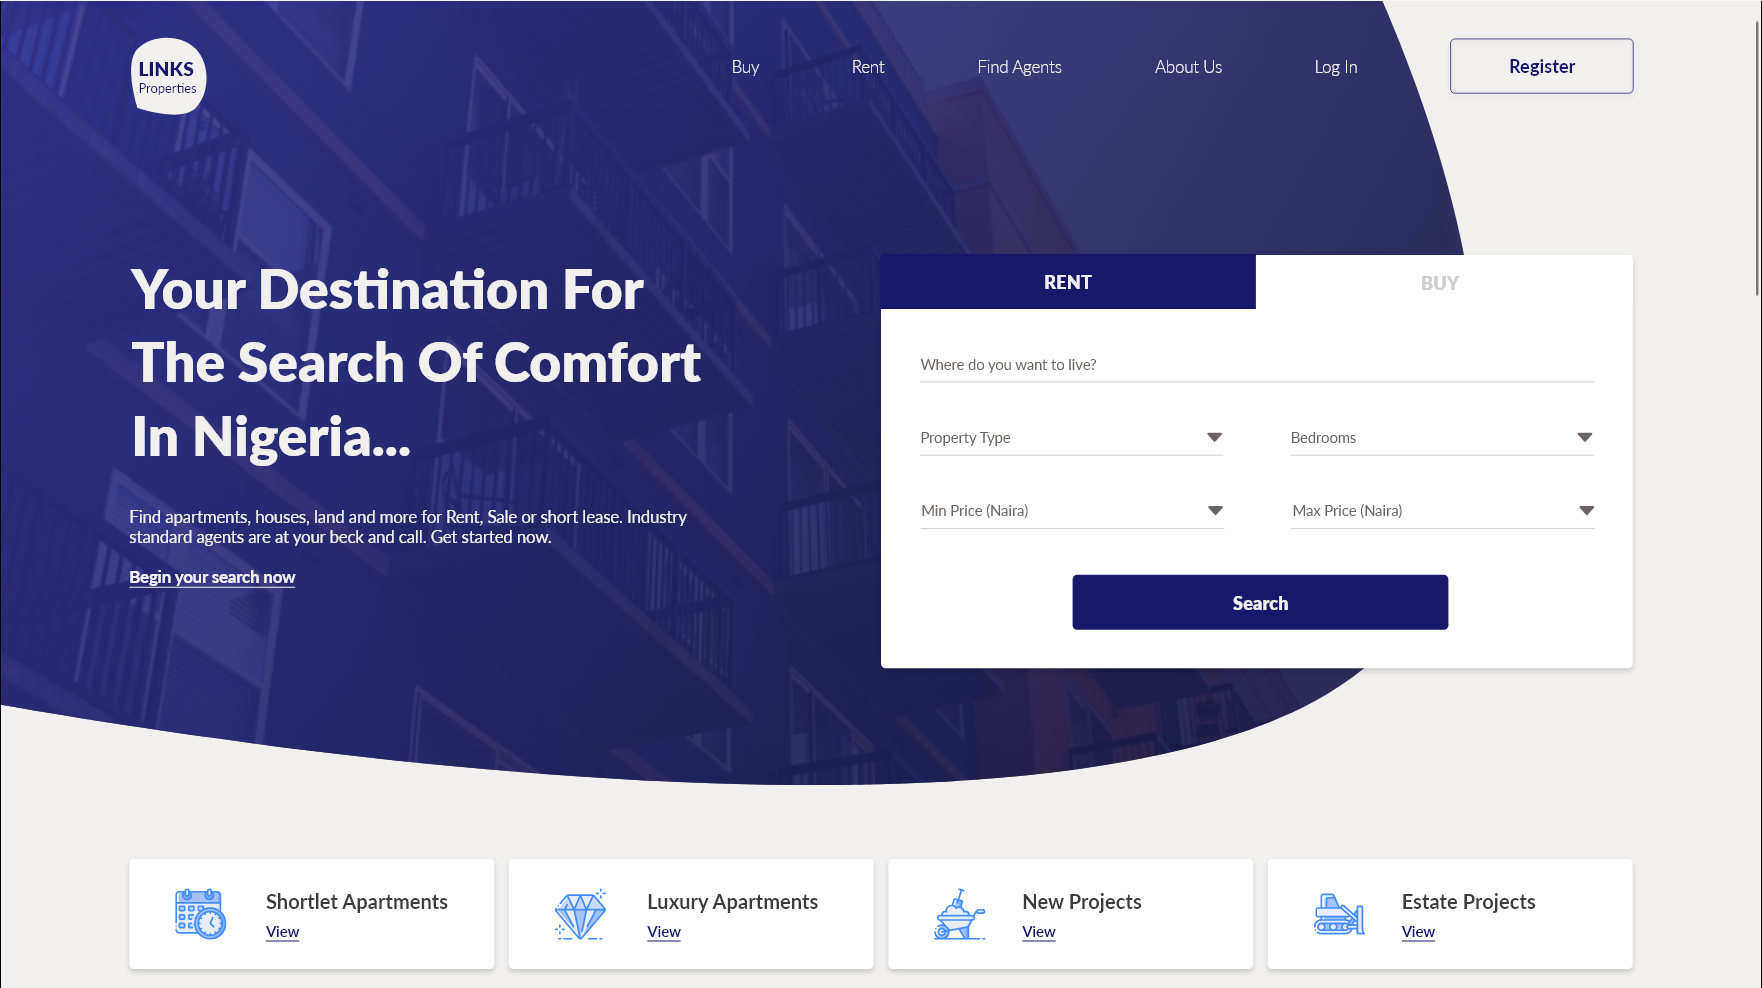 LINKS
Properties
Buy
Rent
Find Agents
About Us
Log In
Register
Your Destination For
The Search Of Comfort
In Nigeria...
Find apartments, houses, land and more for Rent, Sale or short lease. Industry
standard agents are at your beck and call. Get started now.
Begin your search now
RENT
BUY
Where do you want to live?
Property Type
Bedrooms
Min Price (Naira)
Max Price (Naira)
Search
Shortlet Apartments
View
Luxury Apartments
View
New Projects
View
Estate Projects
View